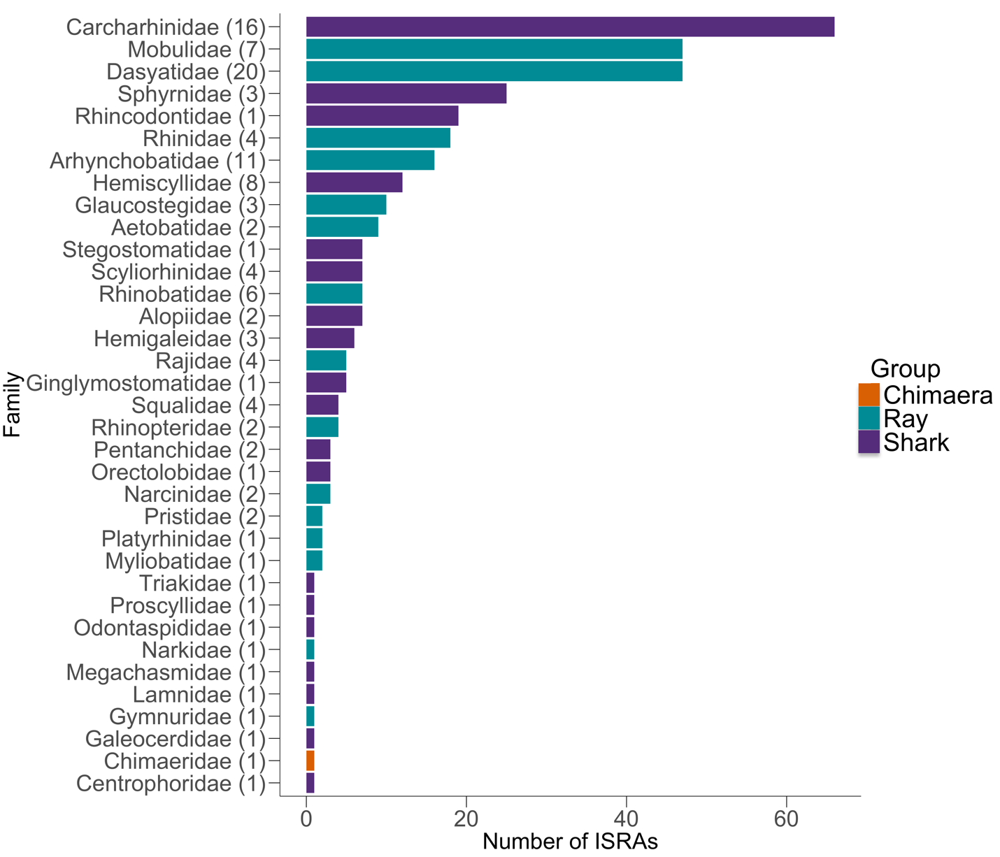 Carcharhinidae (16)
Mobulidae (7)
Dasyatidae (20)
Sphyrnidae (3)
Rhincodontidae (1)
Rhinidae (4)
Arhynchobatidae (11)
Hemiscyllidae (8)
Glaucostegidae (3)
Aetobatidae (2)
Stegostomatidae (1)
Scyliorhinidae (4)
Rhinobatidae (6)
Alopiidae (2)
Hemigaleidae (3)
Rajidae (4)
Ginglymostomatidae (1)
Squalidae (4)
Rhinopteridae (2)
Pentanchidae (2)
Orectolobidae (1)
Narcinidae (2)
Pristidae (2)
Platyrhinidae (1)
Myliobatidae (1)
Triakidae (1)
Proscyllidae (1)
Odontaspididae (1)
Narkidae (1)
Megachasmidae (1)
Lamnidae (1)
Gymnuridae (1)
Galeocerdidae (1)
Chimaeridae (1)
Centrophoridae (1)
Family
0 20 40 60
Number of ISRAs
Group
Chimaera
Ray
Shark